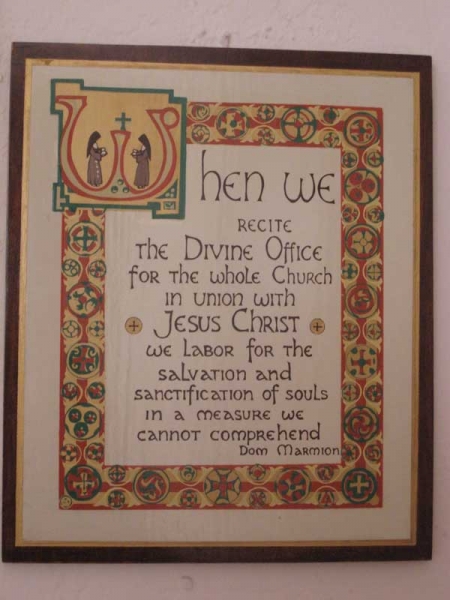 When we
recite
the Divine Office
for the whole Church
in union with
Jesus Christ
we labor for the
salvation and
sanctification of souls
in a measure we
cannot comprehend
Dom Marmion